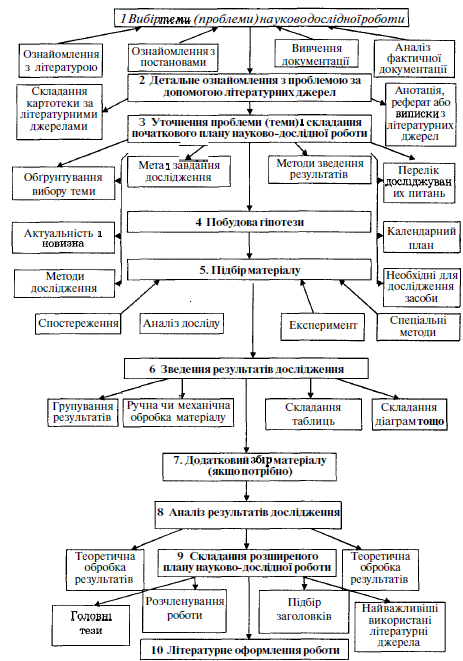 1 Вибір теми (проблеми) науково дослідної роботи
Ознайомлення
з літературою
Ознайомлення з
постановами
Вивчення
документації
Аналіз
фактичної
документації
2 Детальне ознайомлення з проблемою за
допомогою літературних джерел
Складання
картотеки за
літературними
джерелами
Анотація,
реферат або
виписки з
літературних
джерел
3 Уточнення проблеми (теми) і складання
початкового плану науково-дослідної роботи
Обґрунтування
вибору теми
Мета і завдання
дослідження
Методи зведення
результатів
Перелік
досліджуван
их питань
4 Побудова гіпотези
Актуальність і
новизна
Календарний
план
5. Підбір матеріалу
Методи
дослідження
Необхідні для
дослідження
засоби
Спостереження
Аналіз досліду
Експеримент
Спеціальні
методи
6 Зведення результатів дослідження
Групування
результатів
Ручна чи механічна
обробка матеріалу
Складання
таблиць
Складання
діаграм тощо
7. Додатковий збір матеріалу
(якщо потрібно)
8 Аналіз результатів дослідження
Теоретична
обробка
результатів
9 Складання розширеного
плану науково-дослідної роботи
Теоретична
обробка
результатів
Головні
тези
Розчленування
роботи
Підбір
заголовків
Найважливіші
використані
літературні
джерела
10 Літературне оформлення роботи